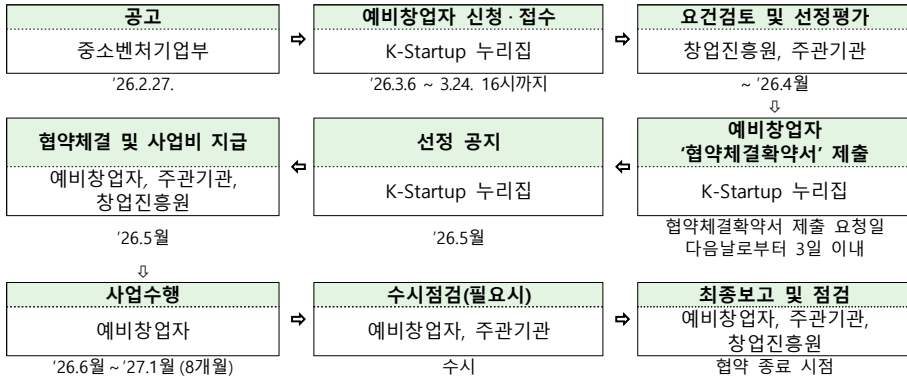 공고
중소벤처기업부
'26.2.27.
⇨
예비창업자 신청·접수
K-Startup 누리집
'26.3.6 ~ 3.24. 16시까지
⇨
요건검토 및 선정평가
창업진흥원, 주관기관
~ '26.4월
⇩
예비창업자
'협약체결확약서' 제출
K-Startup 누리집
협약체결확약서 제출 요청일
다음날로부터 3일 이내
⇦
선정 공지
K-Startup 누리집
'26.5월
⇦
협약체결 및 사업비 지급
예비창업자, 주관기관,
창업진흥원
'26.5월
⇩
사업수행
예비창업자
'26.6월 ~ '27.1월 (8개월)
⇨
수시점검(필요시)
예비창업자, 주관기관
수시
⇨
최종보고 및 점검
예비창업자, 주관기관,
창업진흥원
협약 종료 시점